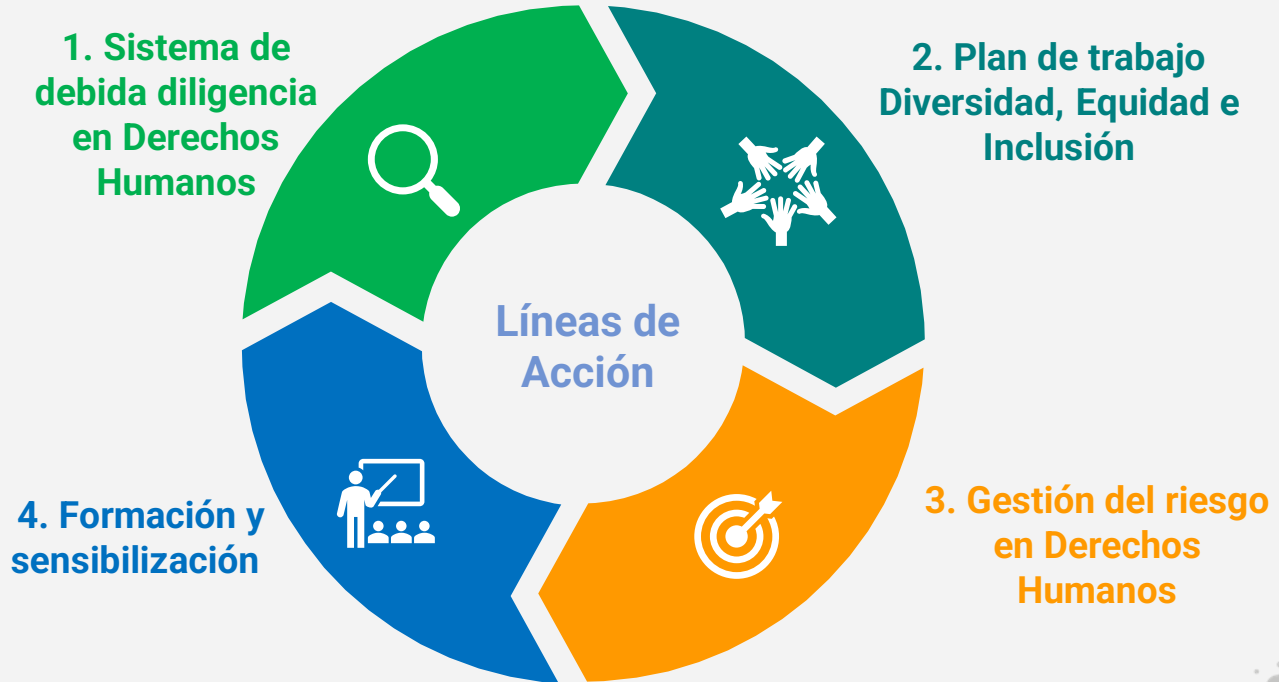 1. Sistema de
debida diligencia
en Derechos
Humanos
2. Plan de trabajo
Diversidad, Equidad e
Inclusión
Líneas de
Acción
3. Gestión del riesgo
en Derechos
Humanos
4. Formación y
sensibilización